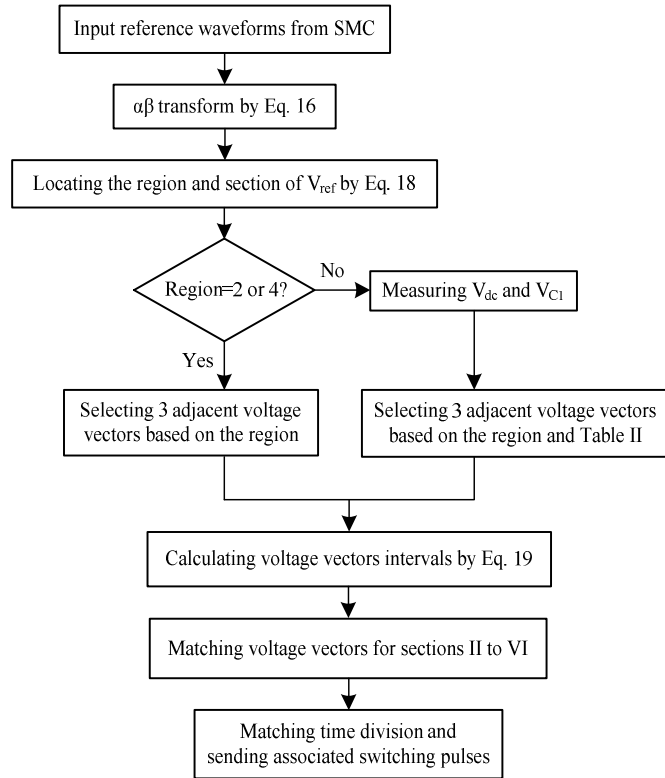 Input reference waveforms from SMC
αβ transform by Eq. 16
Locating the region and section of Vref by Eq. 18
Region=2 or 4?
No
Measuring Vdc and VC1
Yes
Selecting 3 adjacent voltage
vectors based on the region
Selecting 3 adjacent voltage vectors
based on the region and Table II
Calculating voltage vectors intervals by Eq. 19
Matching voltage vectors for sections II to VI
Matching time division and
sending associated switching pulses